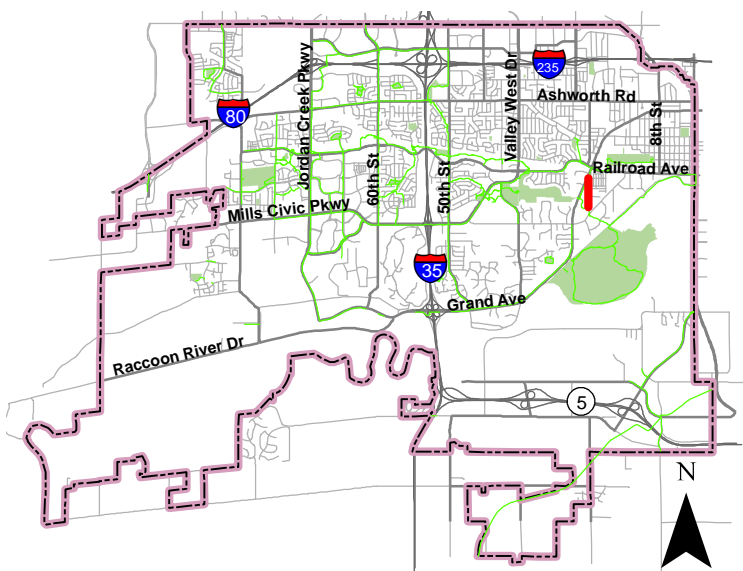 235
Ashworth Rd
80
8th St
Valley West Dr
Jordan Creek Pkwy
Railroad Ave
60th St
50th St
Mills Civic Pkwy
35
Grand Ave
Raccoon River Dr
5
N